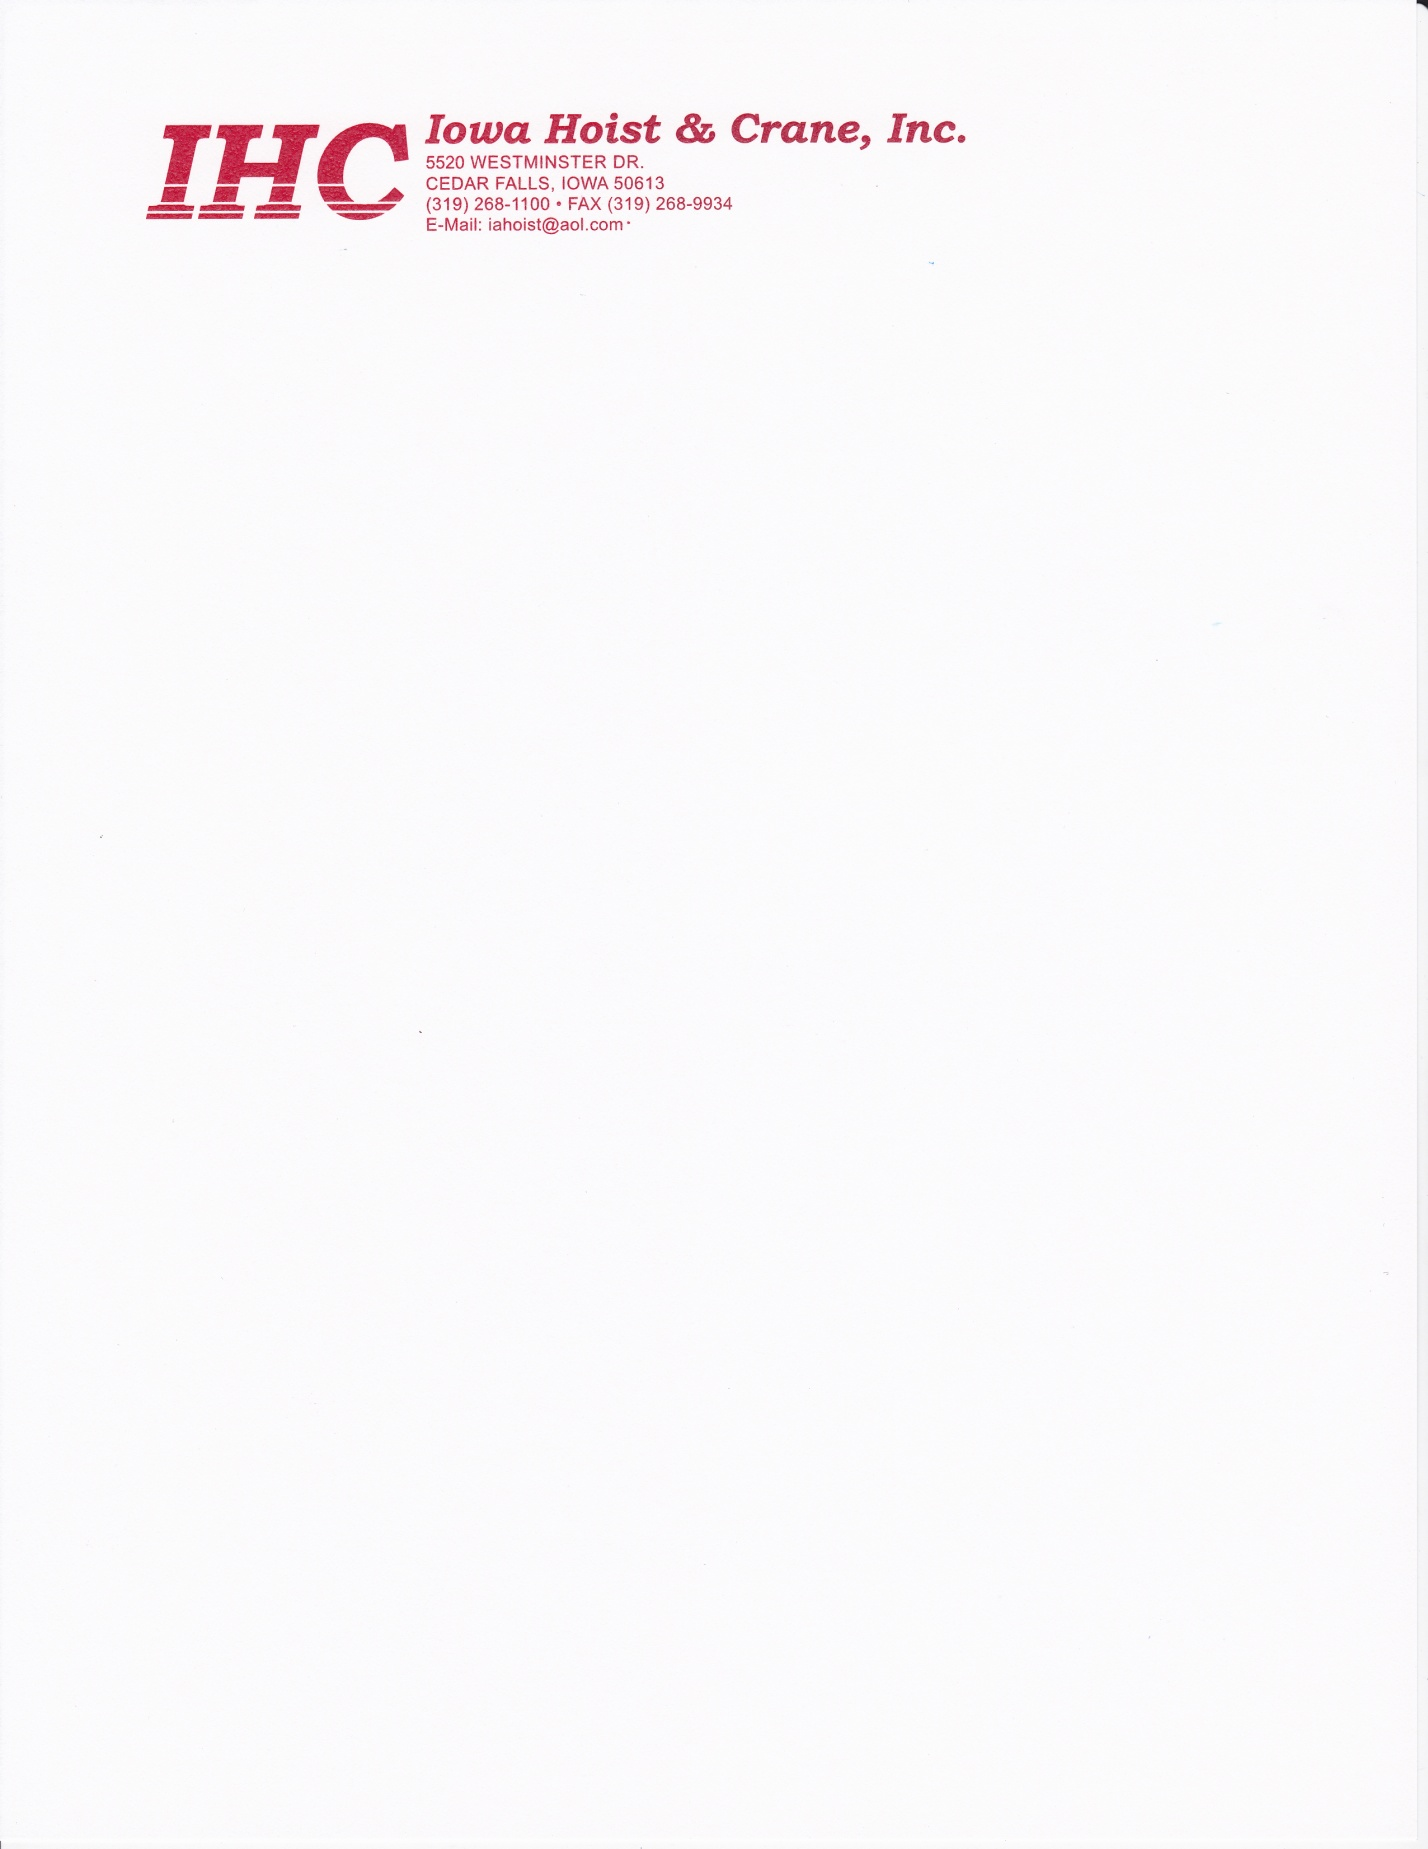 IHC
Iowa Hoist & Crane, Inc.
5520 WESTMINSTER DR.
CEDAR FALLS, IOWA 50613
(319) 268-1100 • FAX (319) 268-9934
E-Mail: iahoist@aol.com